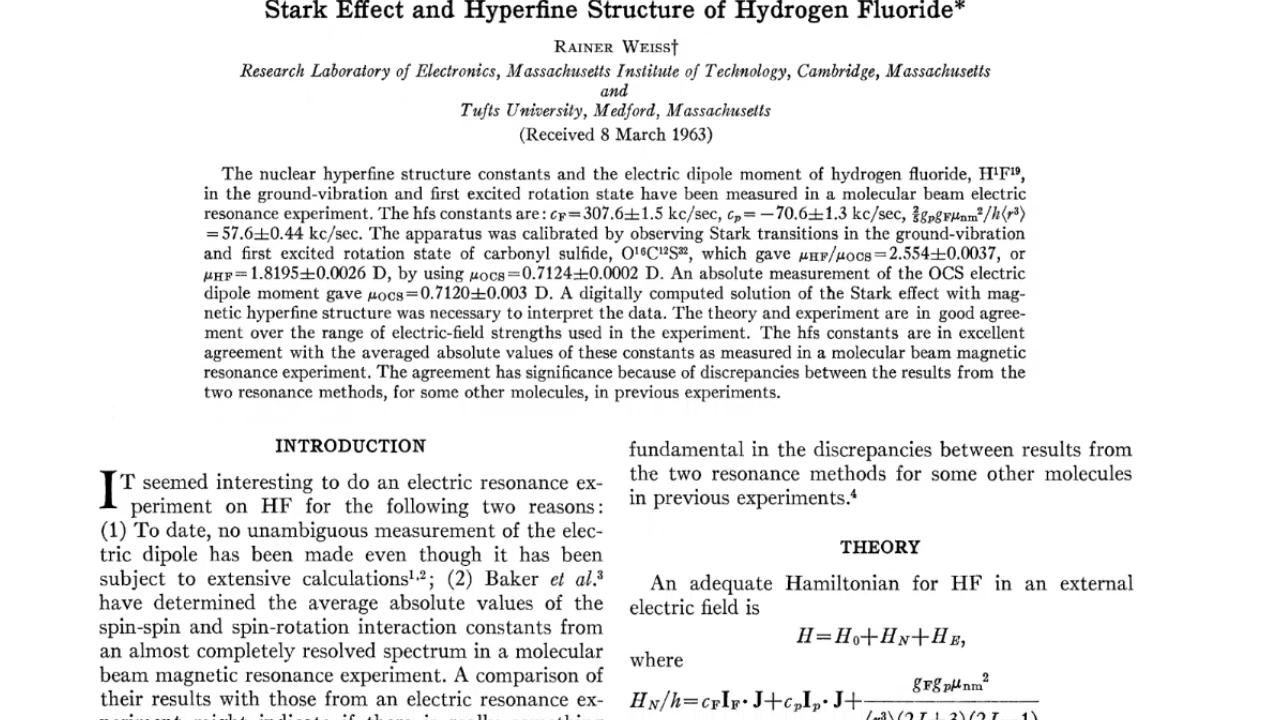 Stark Effect and Hyperfine Structure of Hydrogen Fluoride*
RAINER WEISS†
Research Laboratory of Electronics, Massachusetts Institute of Technology, Cambridge, Massachusetts
and
Tufts University, Medford, Massachusetts
(Received 8 March 1963)
The nuclear hyperfine structure constants and the electric dipole moment of hydrogen fluoride, H¹F¹⁹,
in the ground-vibration and first excited rotation state have been measured in a molecular beam electric
resonance experiment. The hfs constants are: c_F=307.6±1.5 kc/sec, c_p=−70.6±1.3 kc/sec, ⅔g_pg_Fμ_nm²/h⟨r³⟩
=57.6±0.44 kc/sec. The apparatus was calibrated by observing Stark transitions in the ground-vibration
and first excited rotation state of carbonyl sulfide, O¹⁶C¹²S³², which gave μ_HF/μ_OCS=2.554±0.0037, or
μ_HF=1.8195±0.0026 D, by using μ_OCS=0.7124±0.0002 D. An absolute measurement of the OCS electric
dipole moment gave μ_OCS=0.7120±0.003 D. A digitally computed solution of the Stark effect with mag-
netic hyperfine structure was necessary to interpret the data. The theory and experiment are in good agree-
ment over the range of electric-field strengths used in the experiment. The hfs constants are in excellent
agreement with the averaged absolute values of these constants as measured in a molecular beam magnetic
resonance experiment. The agreement has significance because of discrepancies between the results from the
two resonance methods, for some other molecules, in previous experiments.
INTRODUCTION
IT seemed interesting to do an electric resonance ex-
periment on HF for the following two reasons:
(1) To date, no unambiguous measurement of the elec-
tric dipole has been made even though it has been
subject to extensive calculations¹,²; (2) Baker et al.³
have determined the average absolute values of the
spin-spin and spin-rotation interaction constants from
an almost completely resolved spectrum in a molecular
beam magnetic resonance experiment. A comparison of
their results with those from an electric resonance ex-
fundamental in the discrepancies between results from
the two resonance methods for some other molecules
in previous experiments.⁴
THEORY
An adequate Hamiltonian for HF in an external
electric field is
H=H₀+H_N+H_E,
where
g_Fg_pμ_nm²
H_N/h=c_FI_F·J+c_pI_p·J+